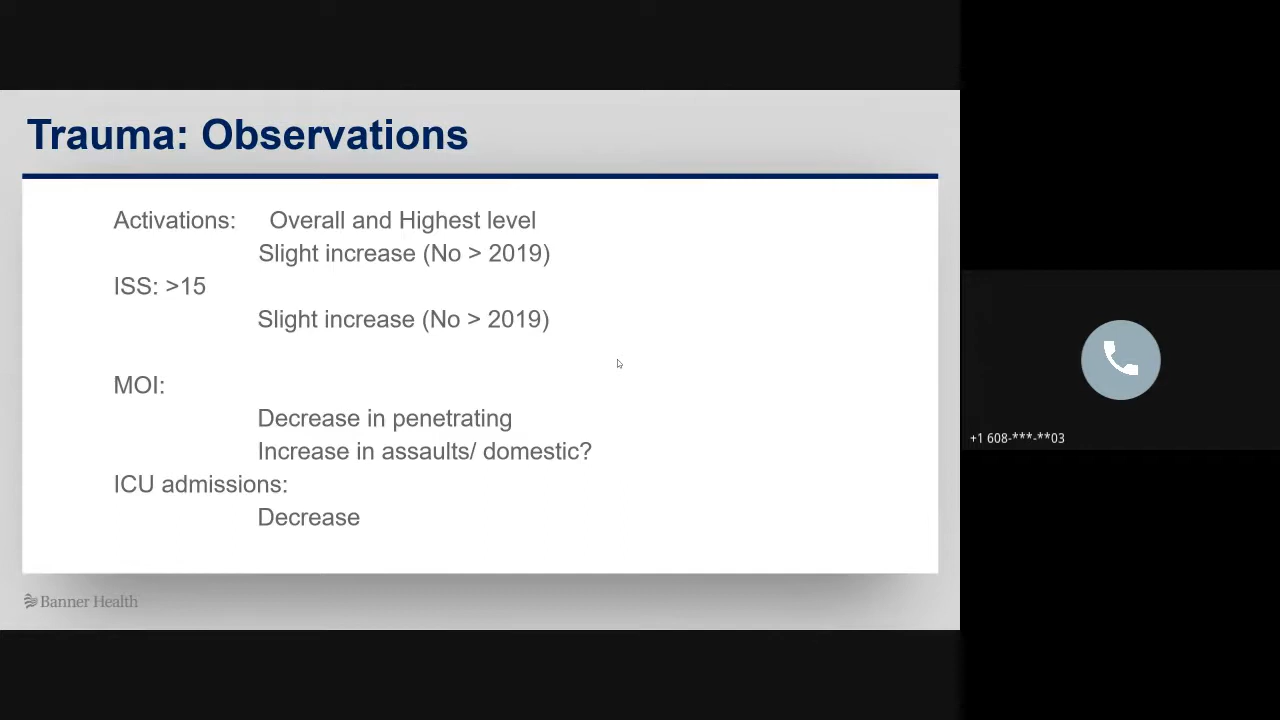 Trauma: Observations
Activations: Overall and Highest level
Slight increase (No > 2019)
ISS: >15
Slight increase (No > 2019)
MOI:
Decrease in penetrating
Increase in assaults/ domestic?
ICU admissions:
Decrease
Banner Health
+1 608-***-**03